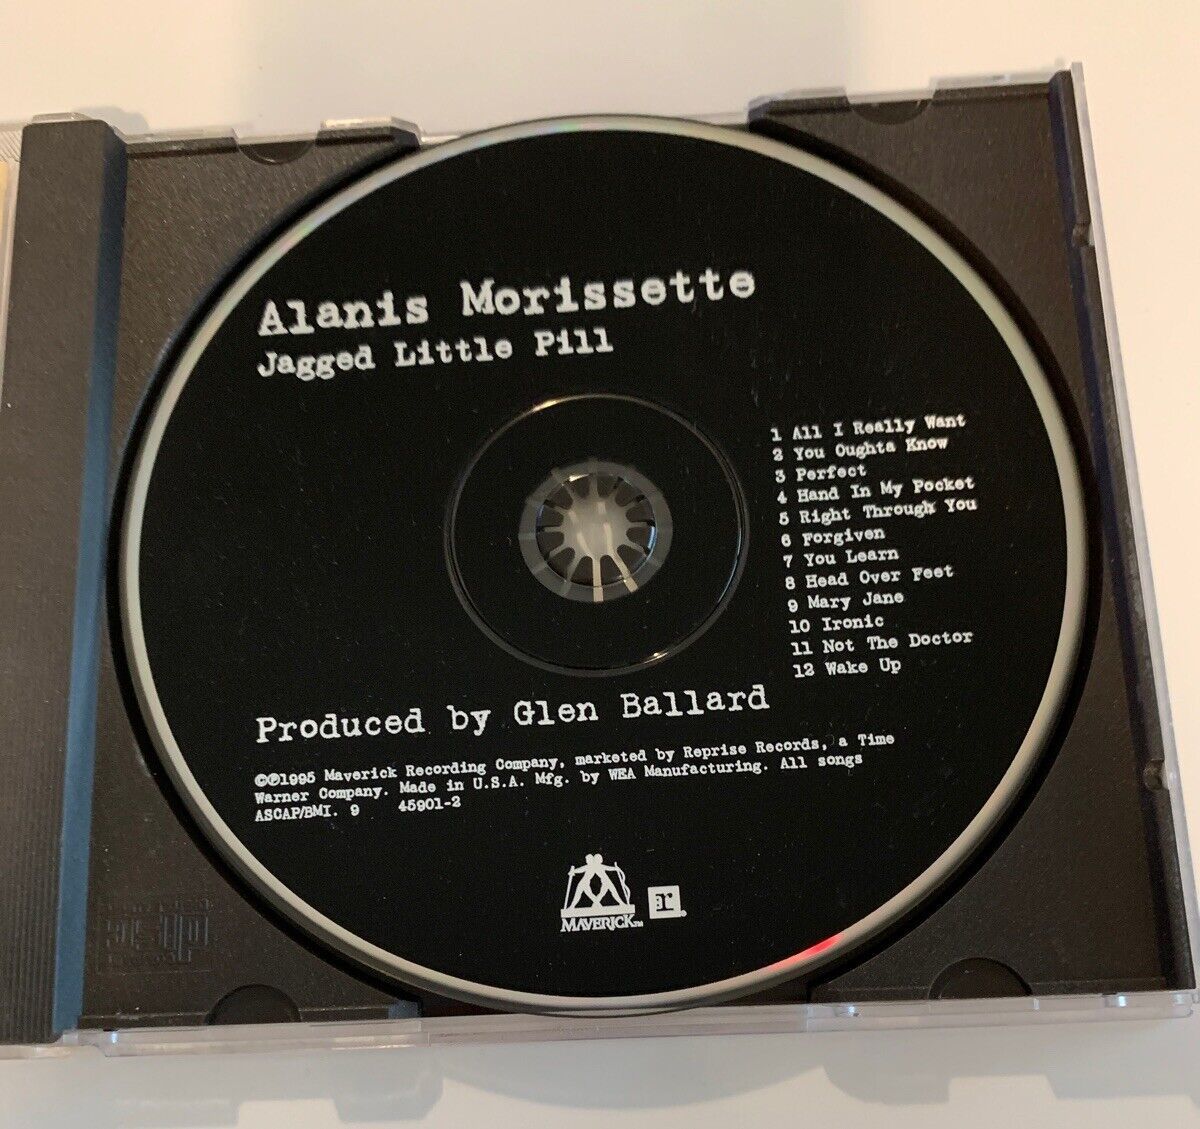 Alanis Morissette
Jagged Little Pill
1 All I Really Want
2 You Oughta Know
3 Perfect
4 Hand In My Pocket
5 Right Through You
6 Forgiven
7 You Learn
8 Head Over Feet
9 Mary Jane
10 Ironic
11 Not The Doctor
12 Wake Up
Produced by Glen Ballard
©℗1995 Maverick Recording Company, marketed by Reprise Records, a Time
Warner Company. Made in U.S.A. Mfg. by WEA Manufacturing. All songs
ASCAP/BMI. 9 45901-2
MAVERICK™
r®